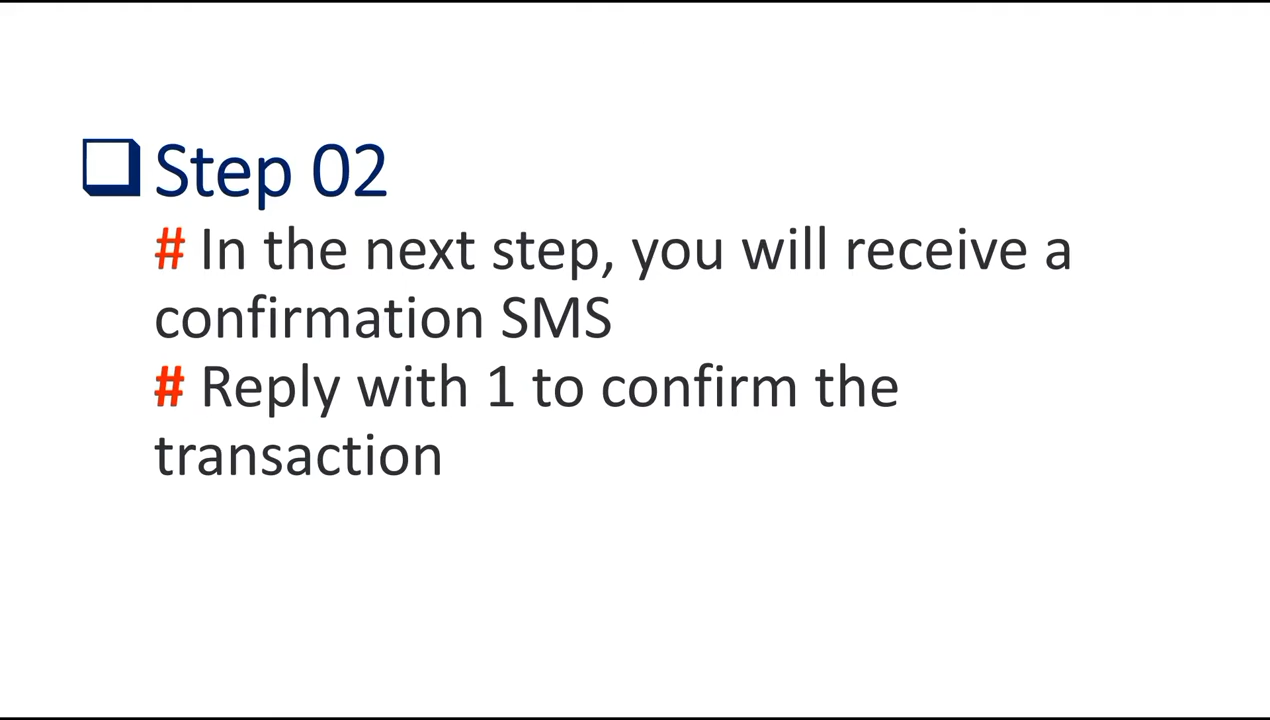 Step 02
# In the next step, you will receive a
confirmation SMS
# Reply with 1 to confirm the
transaction